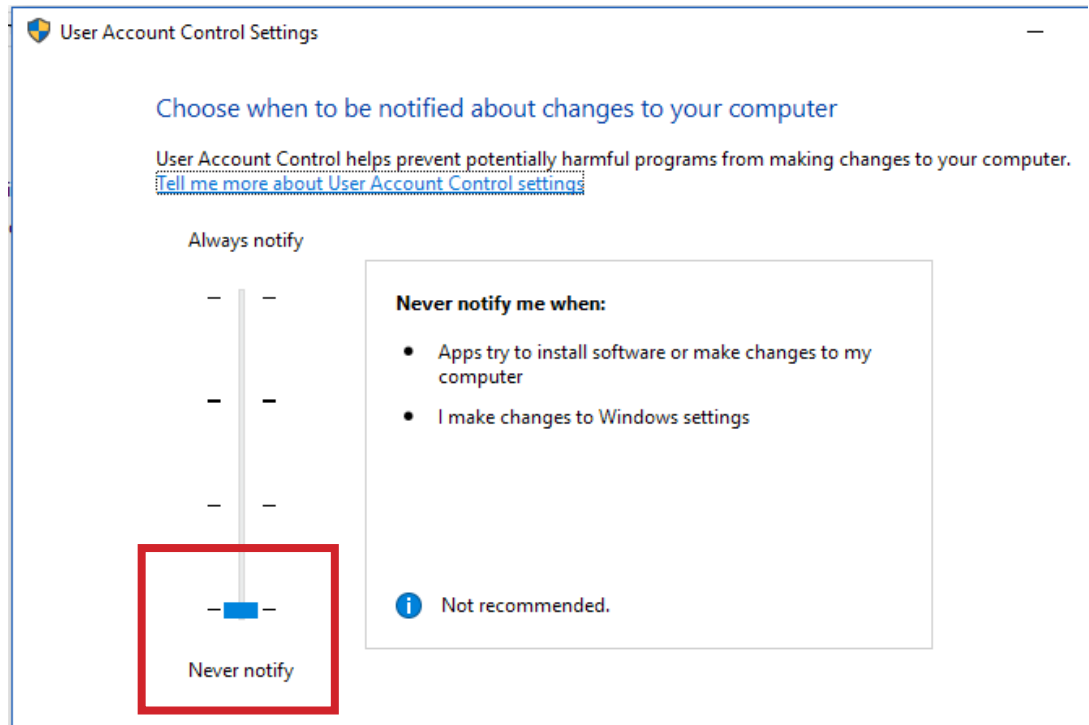 User Account Control Settings
Choose when to be notified about changes to your computer
User Account Control helps prevent potentially harmful programs from making changes to your computer.
Tell me more about User Account Control settings
Always notify
Never notify me when:
• Apps try to install software or make changes to my
computer
• I make changes to Windows settings
Not recommended.
Never notify